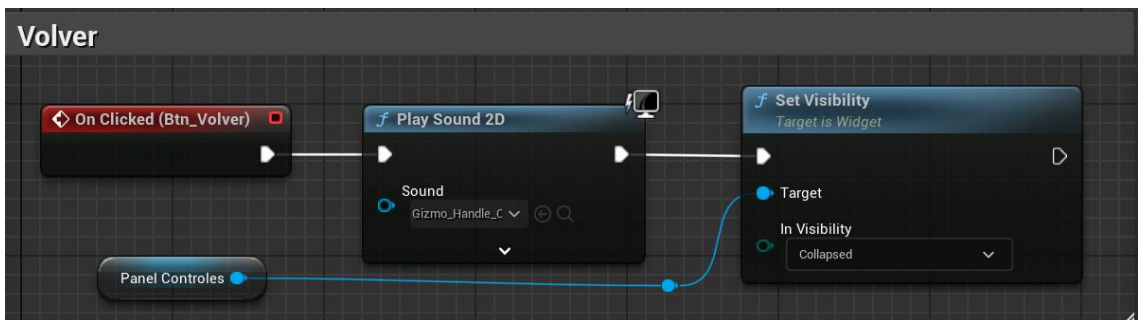 Volver
On Clicked (Btn_Volver)
Play Sound 2D
Sound
Gizmo_Handle_C
Set Visibility
Target is Widget
Target
In Visibility
Collapsed
Panel Controles